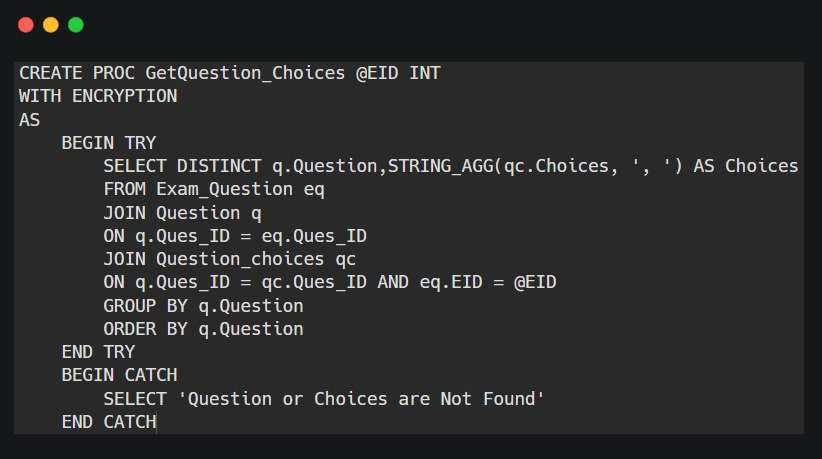 CREATE PROC GetQuestion_Choices @EID INT
WITH ENCRYPTION
AS
    BEGIN TRY
        SELECT DISTINCT q.Question,STRING_AGG(qc.Choices, ', ') AS Choices
        FROM Exam_Question eq
        JOIN Question q
        ON q.Ques_ID = eq.Ques_ID
        JOIN Question_choices qc
        ON q.Ques_ID = qc.Ques_ID AND eq.EID = @EID
        GROUP BY q.Question
        ORDER BY q.Question
    END TRY
    BEGIN CATCH
        SELECT 'Question or Choices are Not Found'
    END CATCH